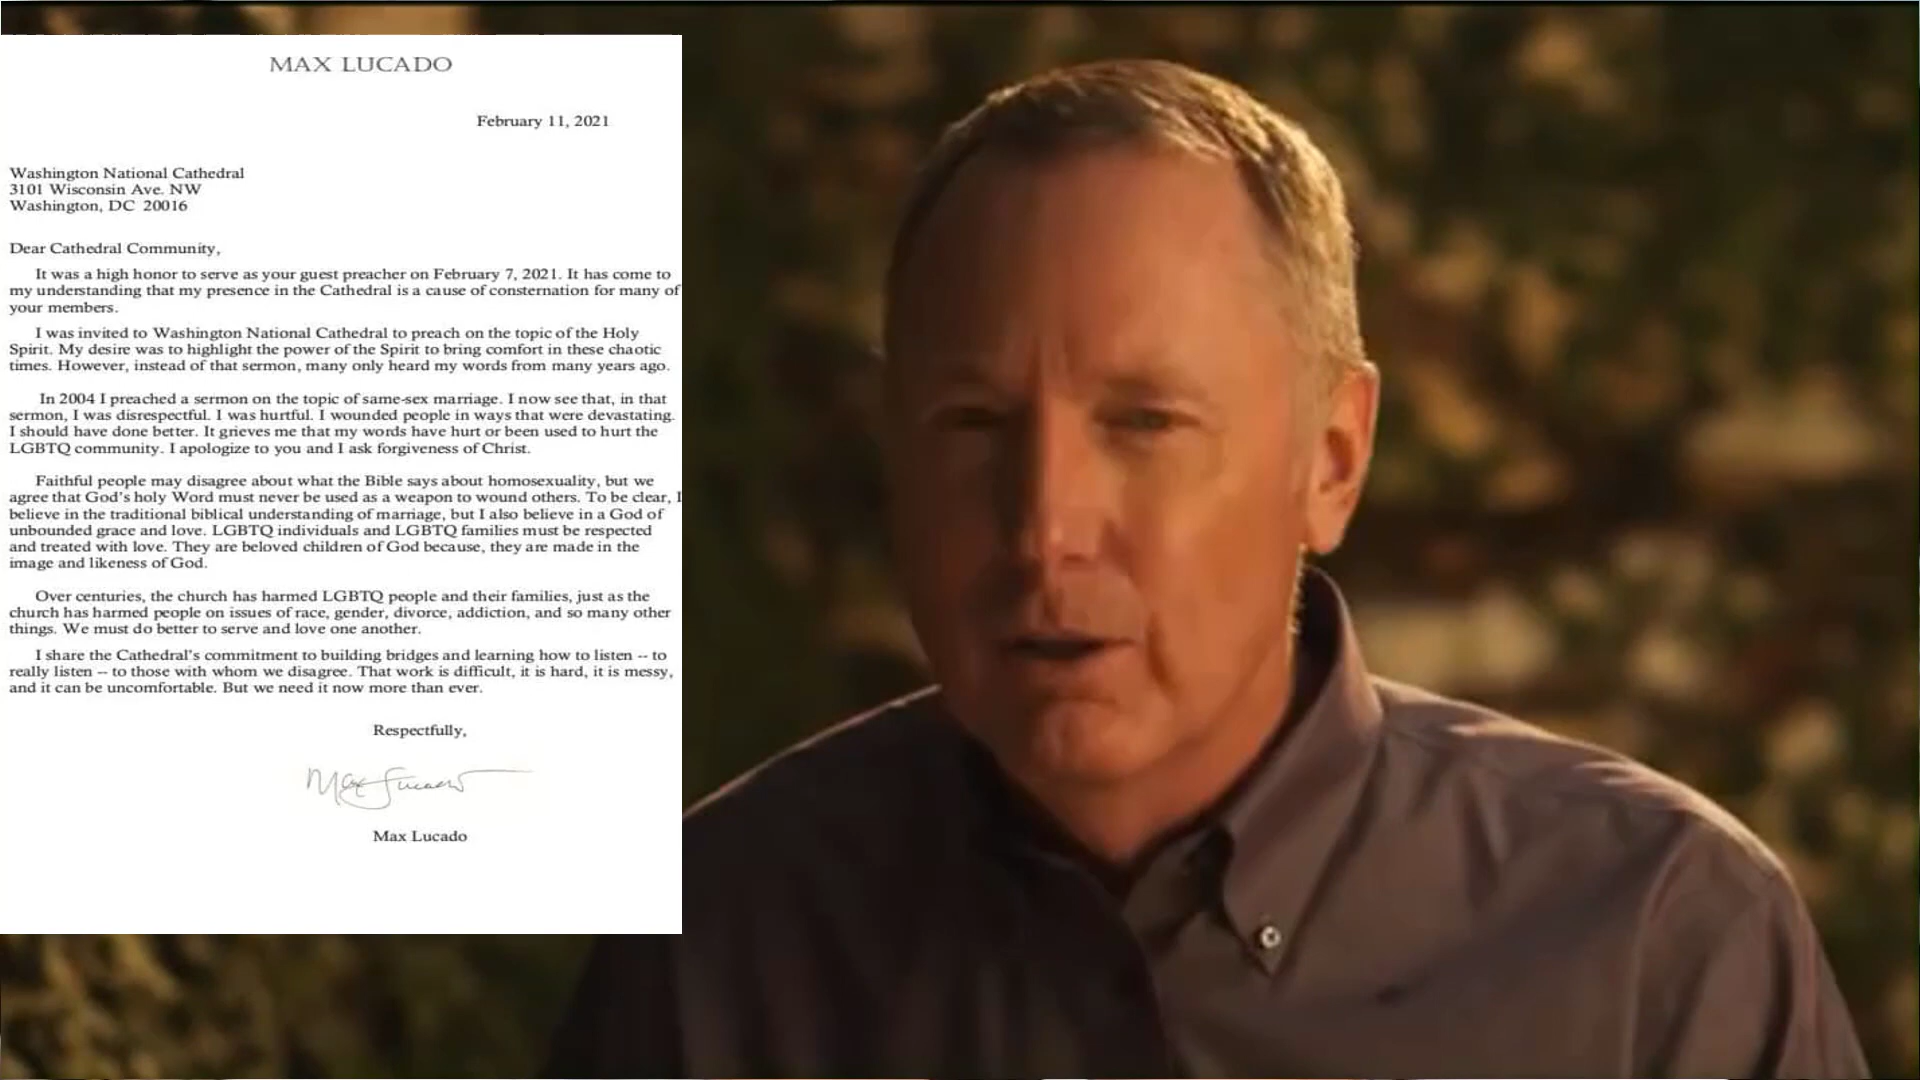 MAX LUCADO
February 11, 2021
Washington National Cathedral
3101 Wisconsin Ave. NW
Washington, DC 20016
Dear Cathedral Community,
It was a high honor to serve as your guest preacher on February 7, 2021. It has come to
my understanding that my presence in the Cathedral is a cause of consternation for many of
your members.
I was invited to Washington National Cathedral to preach on the topic of the Holy
Spirit. My desire was to highlight the power of the Spirit to bring comfort in these chaotic
times. However, instead of that sermon, many only heard my words from many years ago.
In 2004 I preached a sermon on the topic of same-sex marriage. I now see that, in that
sermon, I was disrespectful. I was hurtful. I wounded people in ways that were devastating.
I should have done better. It grieves me that my words have hurt or been used to hurt the
LGBTQ community. I apologize to you and I ask forgiveness of Christ.
Faithful people may disagree about what the Bible says about homosexuality, but we
agree that God's holy Word must never be used as a weapon to wound others. To be clear, I
believe in the traditional biblical understanding of marriage, but I also believe in a God of
unbounded grace and love. LGBTQ individuals and LGBTQ families must be respected
and treated with love. They are beloved children of God because, they are made in the
image and likeness of God.
Over centuries, the church has harmed LGBTQ people and their families, just as the
church has harmed people on issues of race, gender, divorce, addiction, and so many other
things. We must do better to serve and love one another.
I share the Cathedral's commitment to building bridges and learning how to listen -- to
really listen -- to those with whom we disagree. That work is difficult, it is hard, it is messy,
and it can be uncomfortable. But we need it now more than ever.
Respectfully,
Max Lucado
Max Lucado